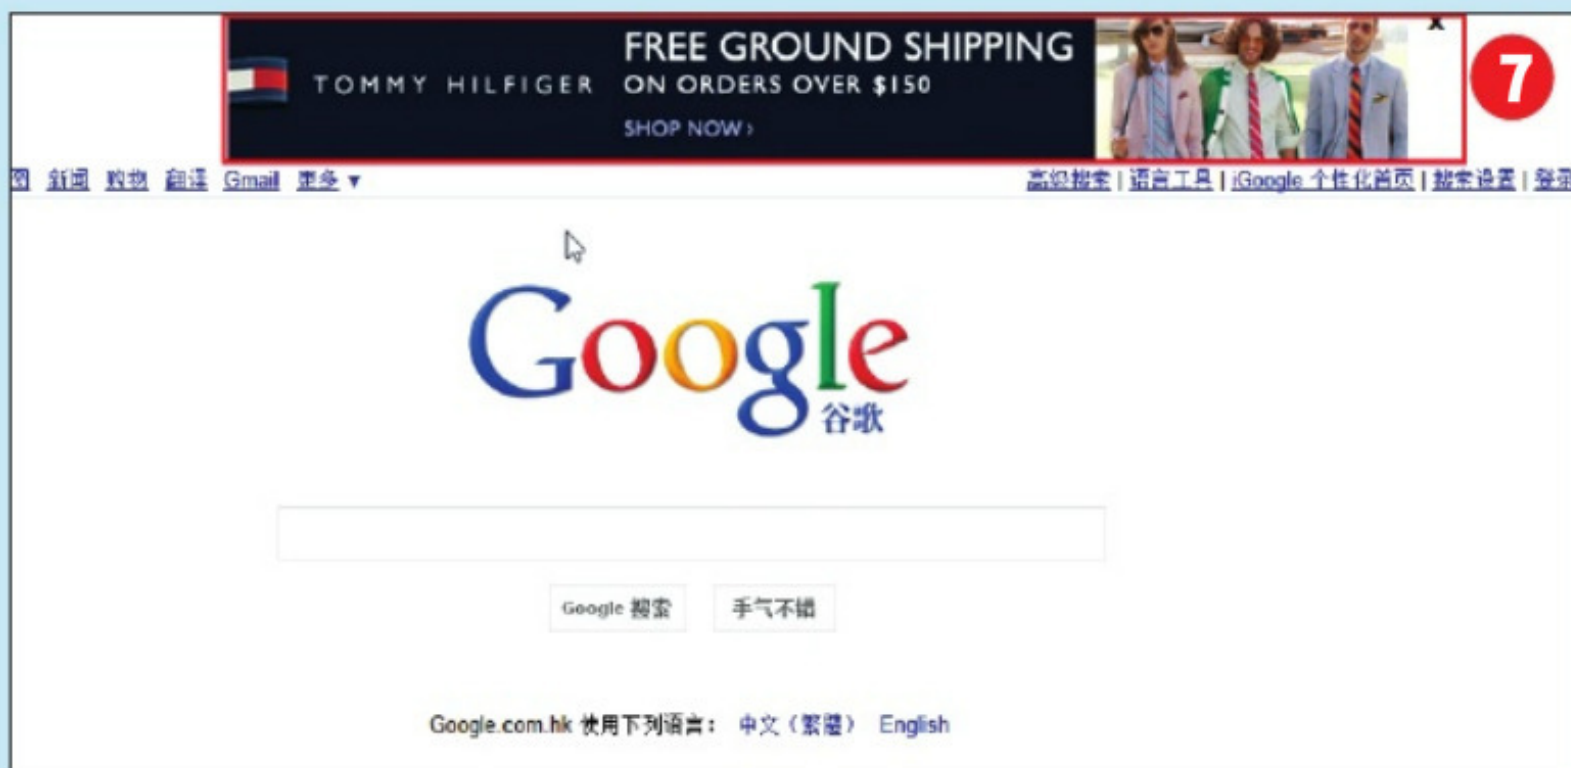 FREE GROUND SHIPPING
TOMMY HILFIGER ON ORDERS OVER $150
SHOP NOW ›
x
7
图 新闻 购物 翻译 Gmail 更多 ▼ 高级搜索 | 语言工具 | iGoogle 个性化首页 | 搜索设置 | 登录
Google
谷歌
Google 搜索 手气不错
Google.com.hk 使用下列语言： 中文（繁體） English